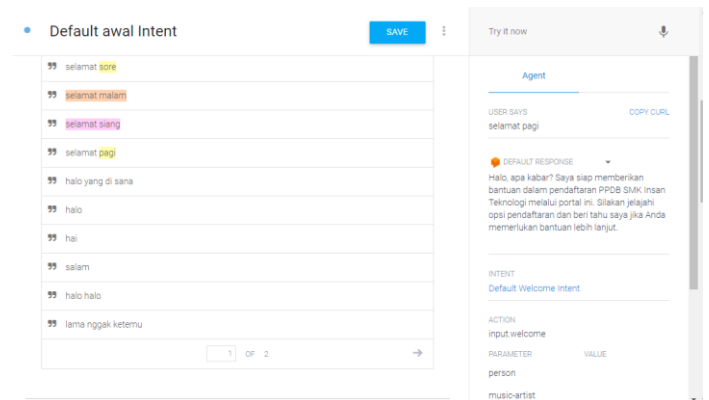 Default awal Intent
SAVE
selamat sore
selamat malam
selamat siang
selamat pagi
halo yang di sana
halo
hai
salam
halo halo
lama nggak ketemu
1 OF 2
Try it now
Agent
USER SAYS COPY CURL
selamat pagi
DEFAULT RESPONSE
Halo, apa kabar? Saya siap memberikan
bantuan dalam pendaftaran PPDB SMK Insan
Teknologi melalui portal ini. Silakan jelajahi
opsi pendaftaran dan beri tahu saya jika Anda
memerlukan bantuan lebih lanjut.
INTENT
Default Welcome Intent
ACTION
input.welcome
PARAMETER VALUE
person
music-artist